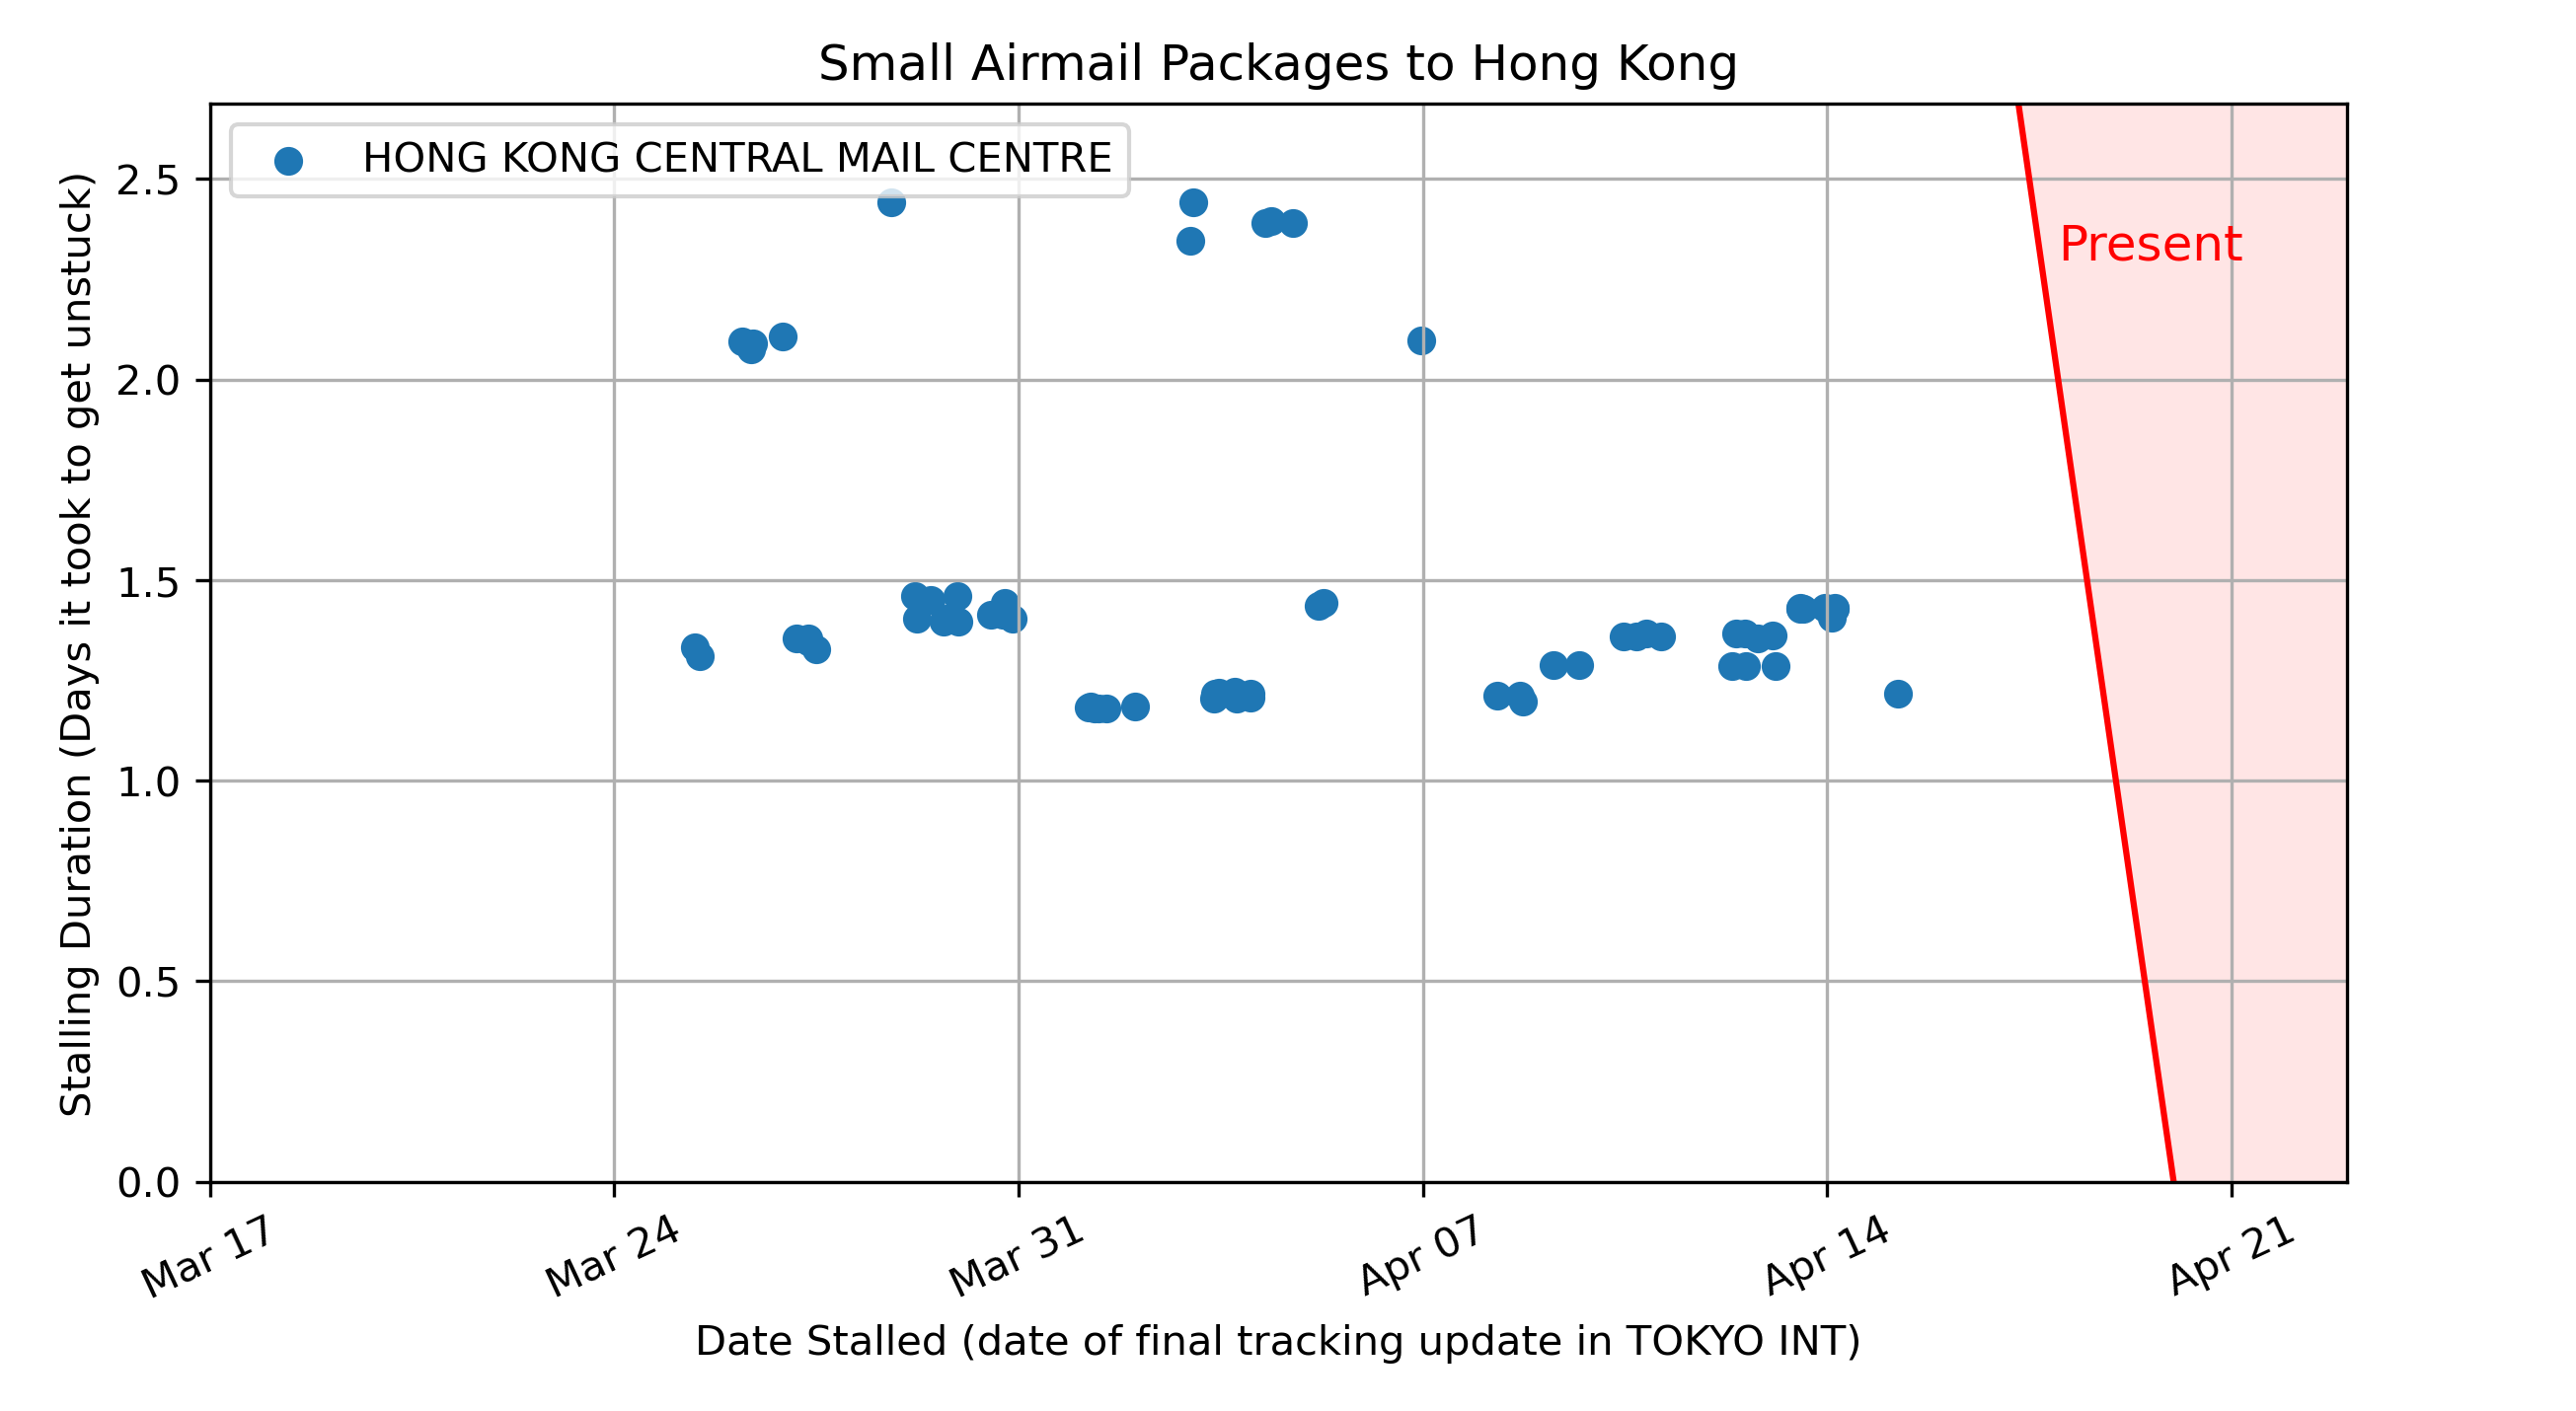 Small Airmail Packages to Hong Kong
HONG KONG CENTRAL MAIL CENTRE
Present
Stalling Duration (Days it took to get unstuck)
2.5
2.0
1.5
1.0
0.5
0.0
Mar 17
Mar 24
Mar 31
Apr 07
Apr 14
Apr 21
Date Stalled (date of final tracking update in TOKYO INT)